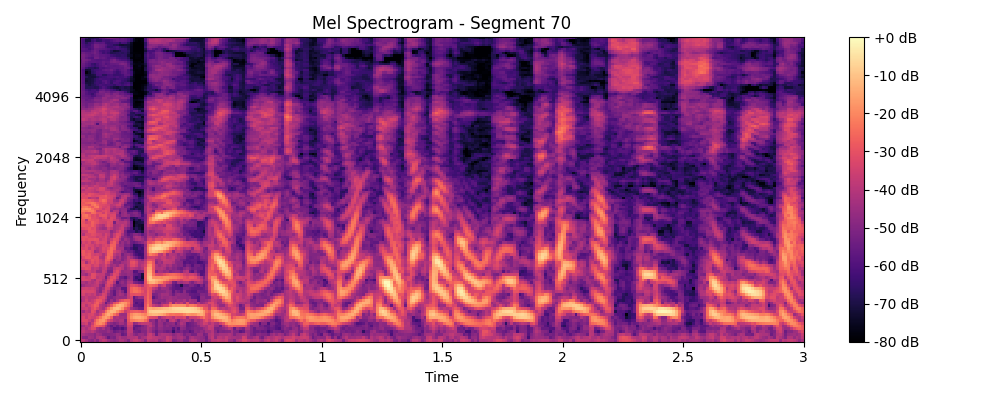 Mel Spectrogram - Segment 70
Frequency
4096
2048
1024
512
0
0
0.5
1
1.5
2
2.5
3
Time
+0 dB
-10 dB
-20 dB
-30 dB
-40 dB
-50 dB
-60 dB
-70 dB
-80 dB